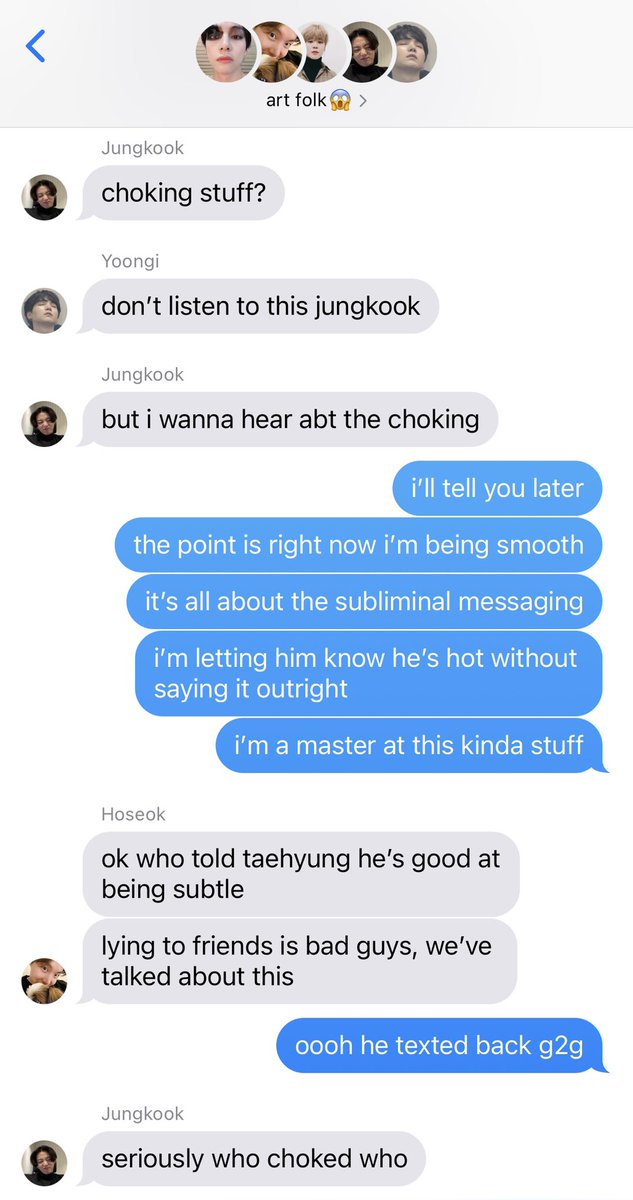 art folk😱 >
Jungkook
choking stuff?
Yoongi
don’t listen to this jungkook
Jungkook
but i wanna hear abt the choking
i’ll tell you later
the point is right now i’m being smooth
it’s all about the subliminal messaging
i’m letting him know he’s hot without
saying it outright
i’m a master at this kinda stuff
Hoseok
ok who told taehyung he’s good at
being subtle
lying to friends is bad guys, we’ve
talked about this
oooh he texted back g2g
Jungkook
seriously who choked who